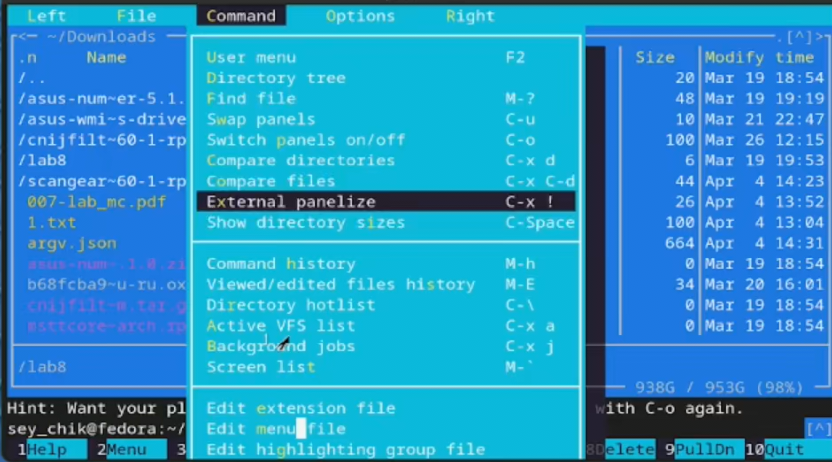 Left File Command Options Right
<— ~/Downloads .[^]>
.n Name Size Modify time
User menu F2
/.. Directory tree 20 Mar 19 18:54
/asus-num~er-5.1. Find file M-? 48 Mar 19 19:19
/asus-wmi~s-drive Swap panels C-u 10 Mar 21 22:47
/cnijfilt~60-1-rp Switch panels on/off C-o 100 Mar 26 12:15
/lab8 Compare directories C-x d 6 Mar 19 19:53
/scangear~60-1-rp Compare files C-x C-d 44 Apr 4 14:23
007-lab_mc.pdf External panelize C-x ! 26 Apr 4 13:52
1.txt Show directory sizes C-Space 100 Apr 4 13:04
argv.json 664 Apr 4 14:31
asus-num~.1.0.zi Command history M-h 0 Mar 19 18:54
b68fcba9~u-ru.ox Viewed/edited files history M-E 34 Mar 20 16:01
cnijfilt~m.tar.g Directory hotlist C-\ 0 Mar 19 18:54
msttcore~arch.rp Active VFS list C-x a 0 Mar 19 18:54
Background jobs C-x j
/lab8 Screen list M-`
938G / 953G (98%)
Hint: Want your pl Edit extension file with C-o again.
sey_chik@fedora:~/ Edit menu file [^]
1Help 2Menu 3 Edit highlighting group file 8Delete 9PullDn 10Quit